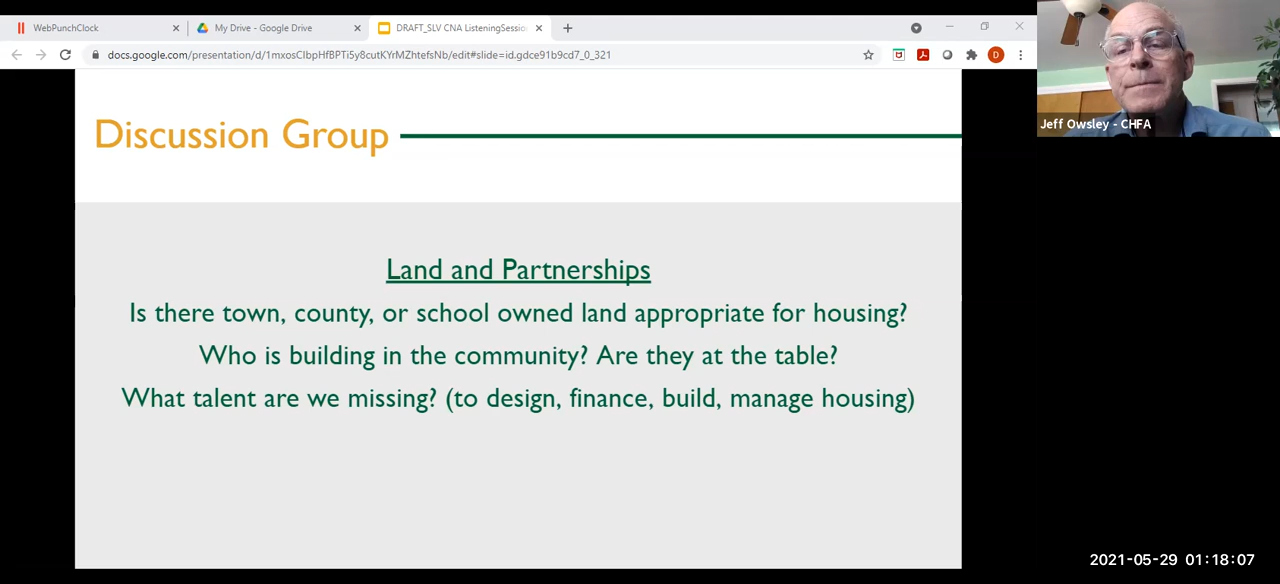 WebPunchClock
My Drive - Google Drive
DRAFT_SLV CNA ListeningSessio
docs.google.com/presentation/d/1mxosClbpHfBPTi5y8cutKYrMZhtefsNb/edit#slide=id.gdce91b9cd7_0_321
D
Jeff Owsley - CHFA
Discussion Group
Land and Partnerships
Is there town, county, or school owned land appropriate for housing?
Who is building in the community? Are they at the table?
What talent are we missing? (to design, finance, build, manage housing)
2021-05-29 01:18:07